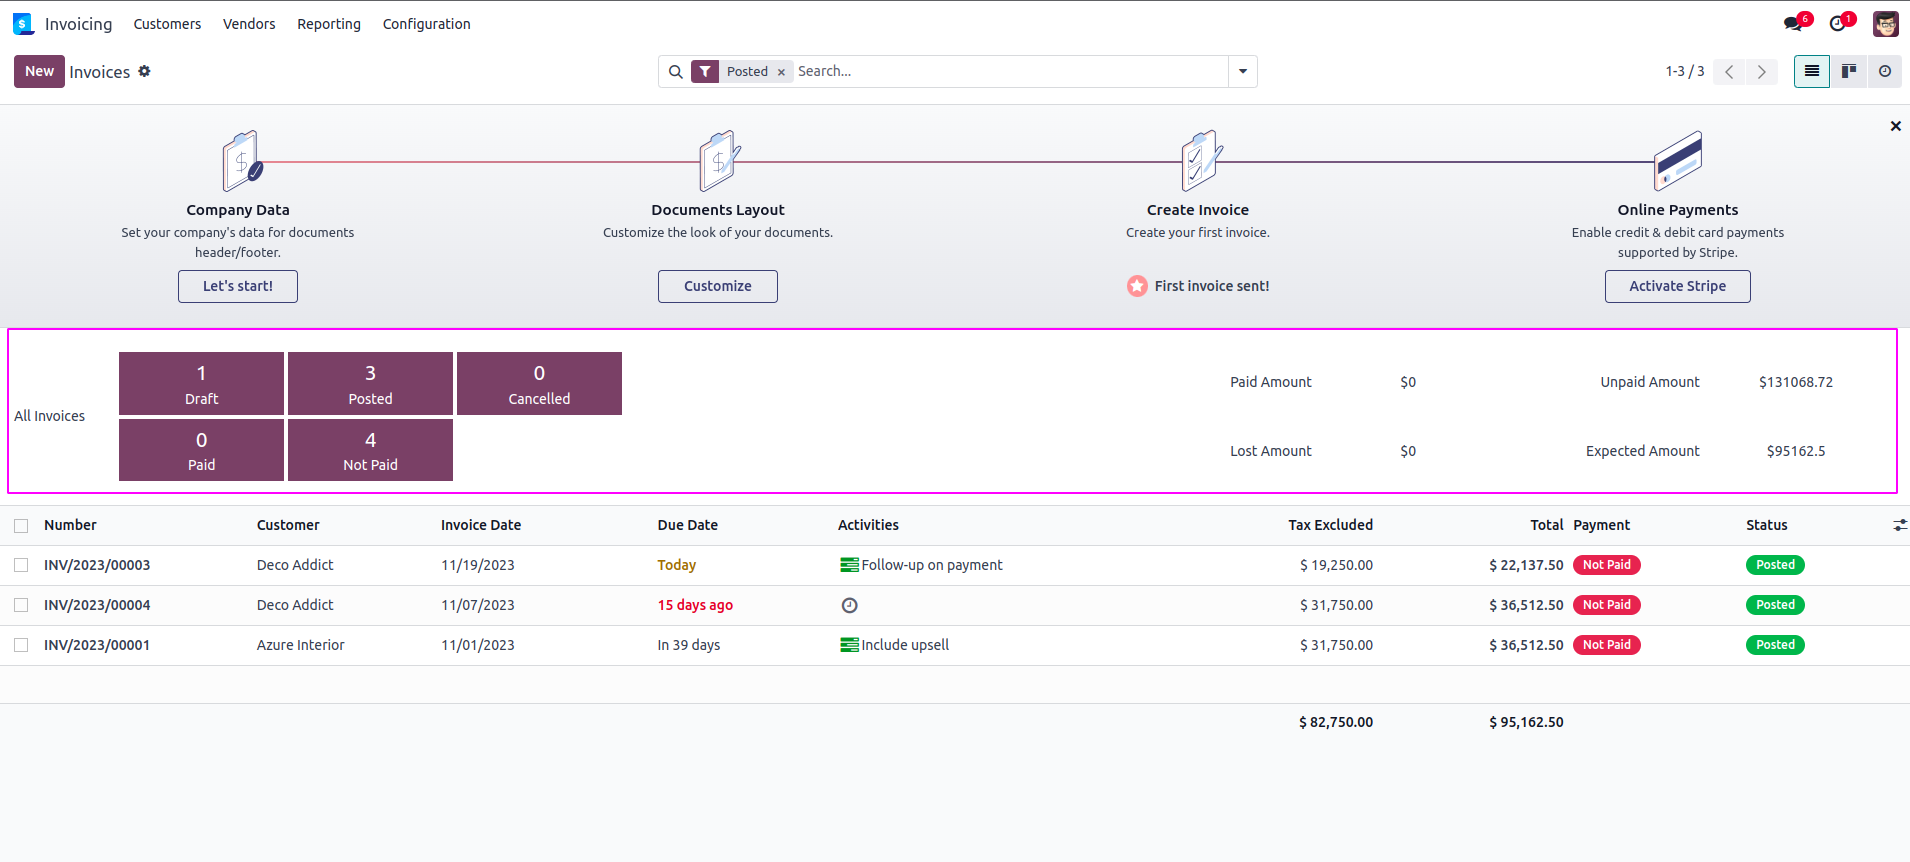 Invoicing Customers Vendors Reporting Configuration 6 1
New Invoices Posted × Search... 1-3 / 3
Company Data Documents Layout Create Invoice Online Payments
Set your company's data for documents Customize the look of your documents. Create your first invoice. Enable credit & debit card payments
header/footer. supported by Stripe.
Let's start! Customize First invoice sent! Activate Stripe
All Invoices
1 3 0
Draft Posted Cancelled
0 4
Paid Not Paid
Paid Amount $0 Unpaid Amount $131068.72
Lost Amount $0 Expected Amount $95162.5
Number Customer Invoice Date Due Date Activities Tax Excluded Total Payment Status
INV/2023/00003 Deco Addict 11/19/2023 Today Follow-up on payment $ 19,250.00 $ 22,137.50 Not Paid Posted
INV/2023/00004 Deco Addict 11/07/2023 15 days ago $ 31,750.00 $ 36,512.50 Not Paid Posted
INV/2023/00001 Azure Interior 11/01/2023 In 39 days Include upsell $ 31,750.00 $ 36,512.50 Not Paid Posted
$ 82,750.00 $ 95,162.50